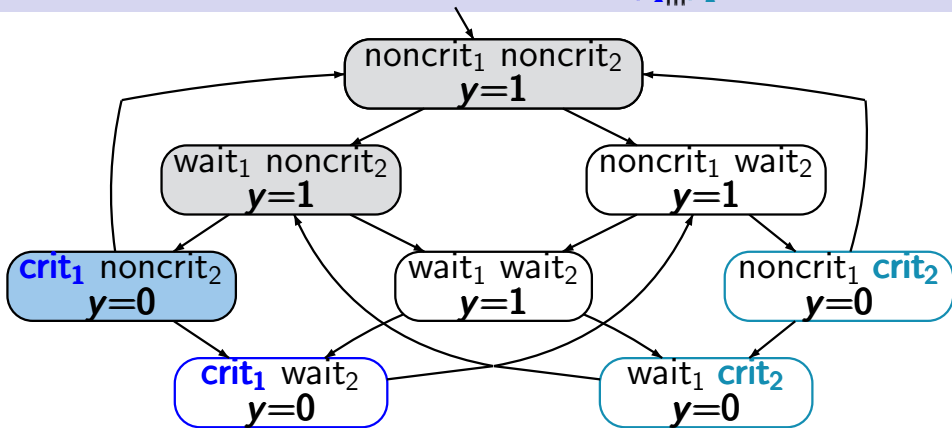 noncrit₁ noncrit₂
y=1
wait₁ noncrit₂
y=1
noncrit₁ wait₂
y=1
crit₁ noncrit₂
y=0
wait₁ wait₂
y=1
noncrit₁ crit₂
y=0
crit₁ wait₂
y=0
wait₁ crit₂
y=0